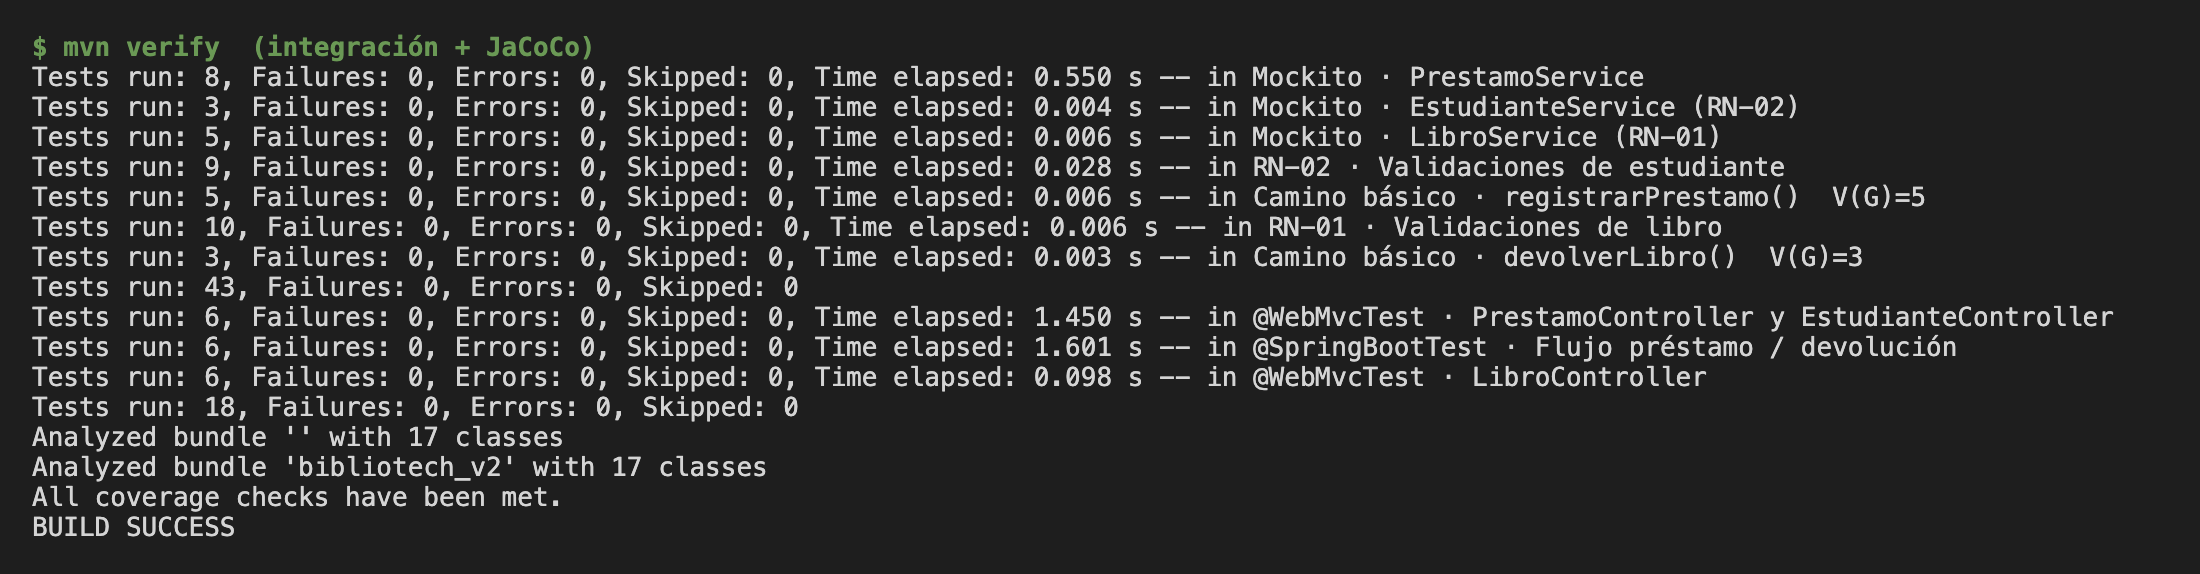 $ mvn verify  (integración + JaCoCo)
Tests run: 8, Failures: 0, Errors: 0, Skipped: 0, Time elapsed: 0.550 s -- in Mockito · PrestamoService
Tests run: 3, Failures: 0, Errors: 0, Skipped: 0, Time elapsed: 0.004 s -- in Mockito · EstudianteService (RN-02)
Tests run: 5, Failures: 0, Errors: 0, Skipped: 0, Time elapsed: 0.006 s -- in Mockito · LibroService (RN-01)
Tests run: 9, Failures: 0, Errors: 0, Skipped: 0, Time elapsed: 0.028 s -- in RN-02 · Validaciones de estudiante
Tests run: 5, Failures: 0, Errors: 0, Skipped: 0, Time elapsed: 0.006 s -- in Camino básico · registrarPrestamo()  V(G)=5
Tests run: 10, Failures: 0, Errors: 0, Skipped: 0, Time elapsed: 0.006 s -- in RN-01 · Validaciones de libro
Tests run: 3, Failures: 0, Errors: 0, Skipped: 0, Time elapsed: 0.003 s -- in Camino básico · devolverLibro()  V(G)=3
Tests run: 43, Failures: 0, Errors: 0, Skipped: 0
Tests run: 6, Failures: 0, Errors: 0, Skipped: 0, Time elapsed: 1.450 s -- in @WebMvcTest · PrestamoController y EstudianteController
Tests run: 6, Failures: 0, Errors: 0, Skipped: 0, Time elapsed: 1.601 s -- in @SpringBootTest · Flujo préstamo / devolución
Tests run: 6, Failures: 0, Errors: 0, Skipped: 0, Time elapsed: 0.098 s -- in @WebMvcTest · LibroController
Tests run: 18, Failures: 0, Errors: 0, Skipped: 0
Analyzed bundle '' with 17 classes
Analyzed bundle 'bibliotech_v2' with 17 classes
All coverage checks have been met.
BUILD SUCCESS